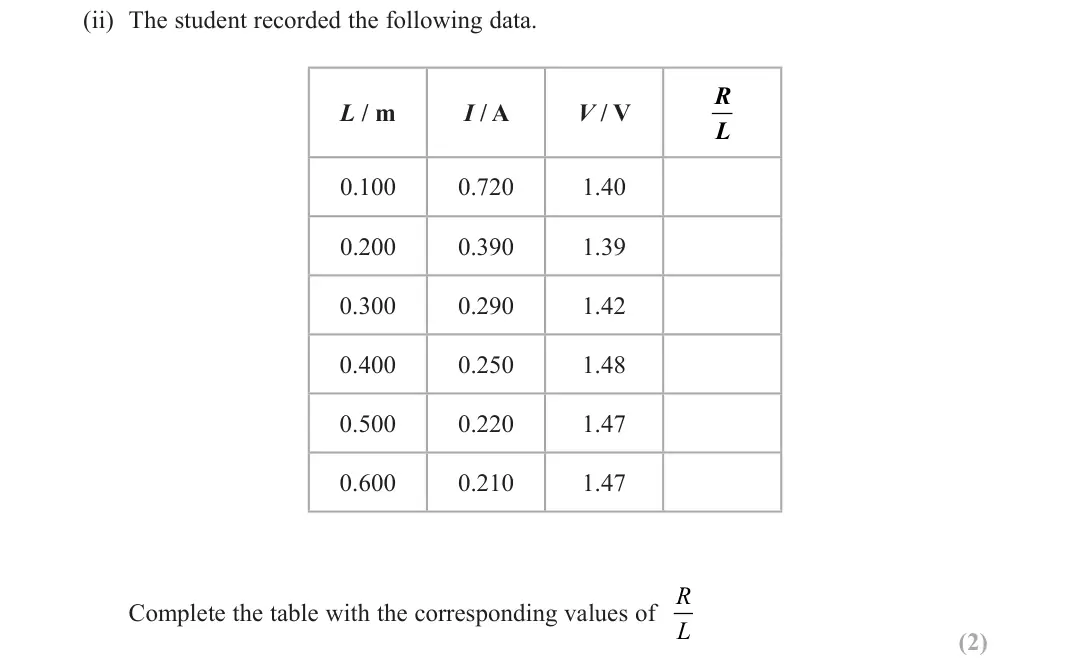 (ii) The student recorded the following data.
L / m I / A V / V R/L
0.100 0.720 1.40
0.200 0.390 1.39
0.300 0.290 1.42
0.400 0.250 1.48
0.500 0.220 1.47
0.600 0.210 1.47
Complete the table with the corresponding values of R/L
(2)